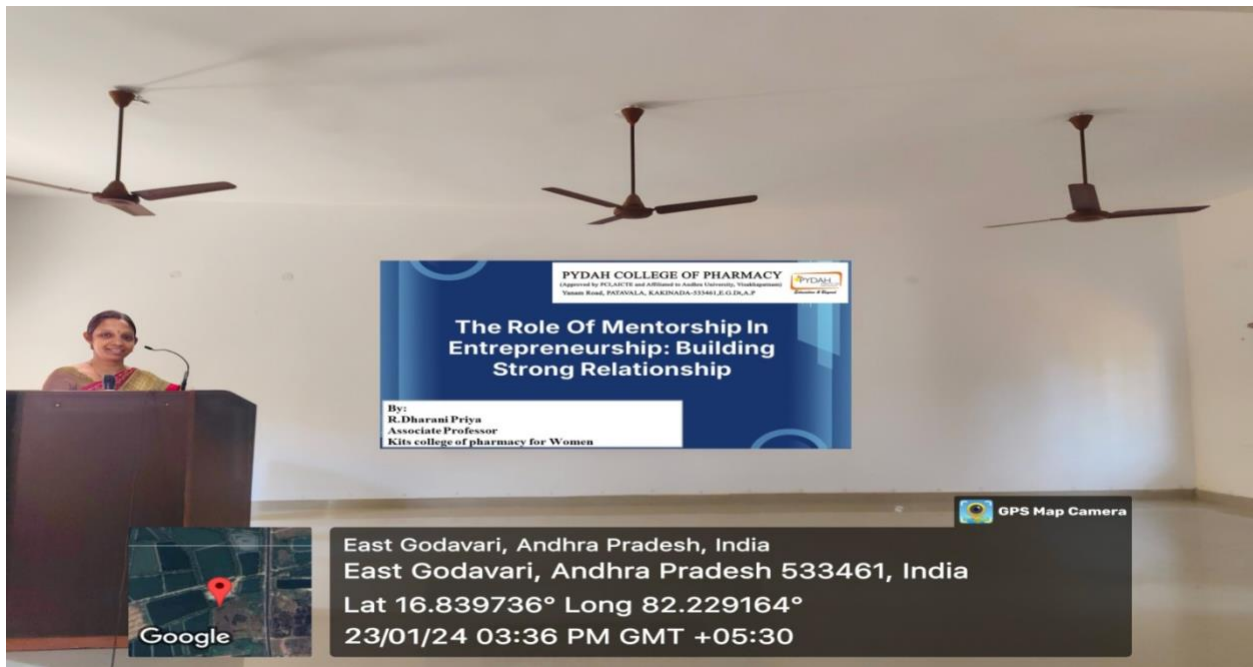 PYDAH COLLEGE OF PHARMACY
(Approved by PCI,AICTE and Affiliated to Andhra University, Visakhapatnam)
Yanam Road, PATAVALA, KAKINADA-533461,E.G.Dt,A.P
PYDAH
Education & Beyond
The Role Of Mentorship In
Entrepreneurship: Building
Strong Relationship
By:
R.Dharani Priya
Associate Professor
Kits college of pharmacy for Women
GPS Map Camera
East Godavari, Andhra Pradesh, India
East Godavari, Andhra Pradesh 533461, India
Lat 16.839736° Long 82.229164°
23/01/24 03:36 PM GMT +05:30
Google